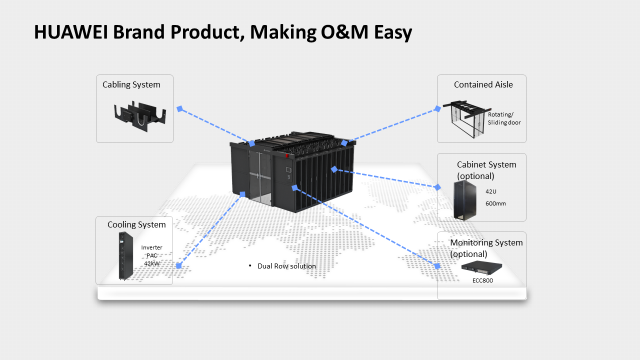 HUAWEI Brand Product, Making O&M Easy
Cabling System
Contained Aisle
Rotating/
Sliding door
Cabinet System
(optional)
42U
600mm
Cooling System
Inverter
PAC
42KW
Monitoring System
(optional)
ECC800
• Dual Row solution